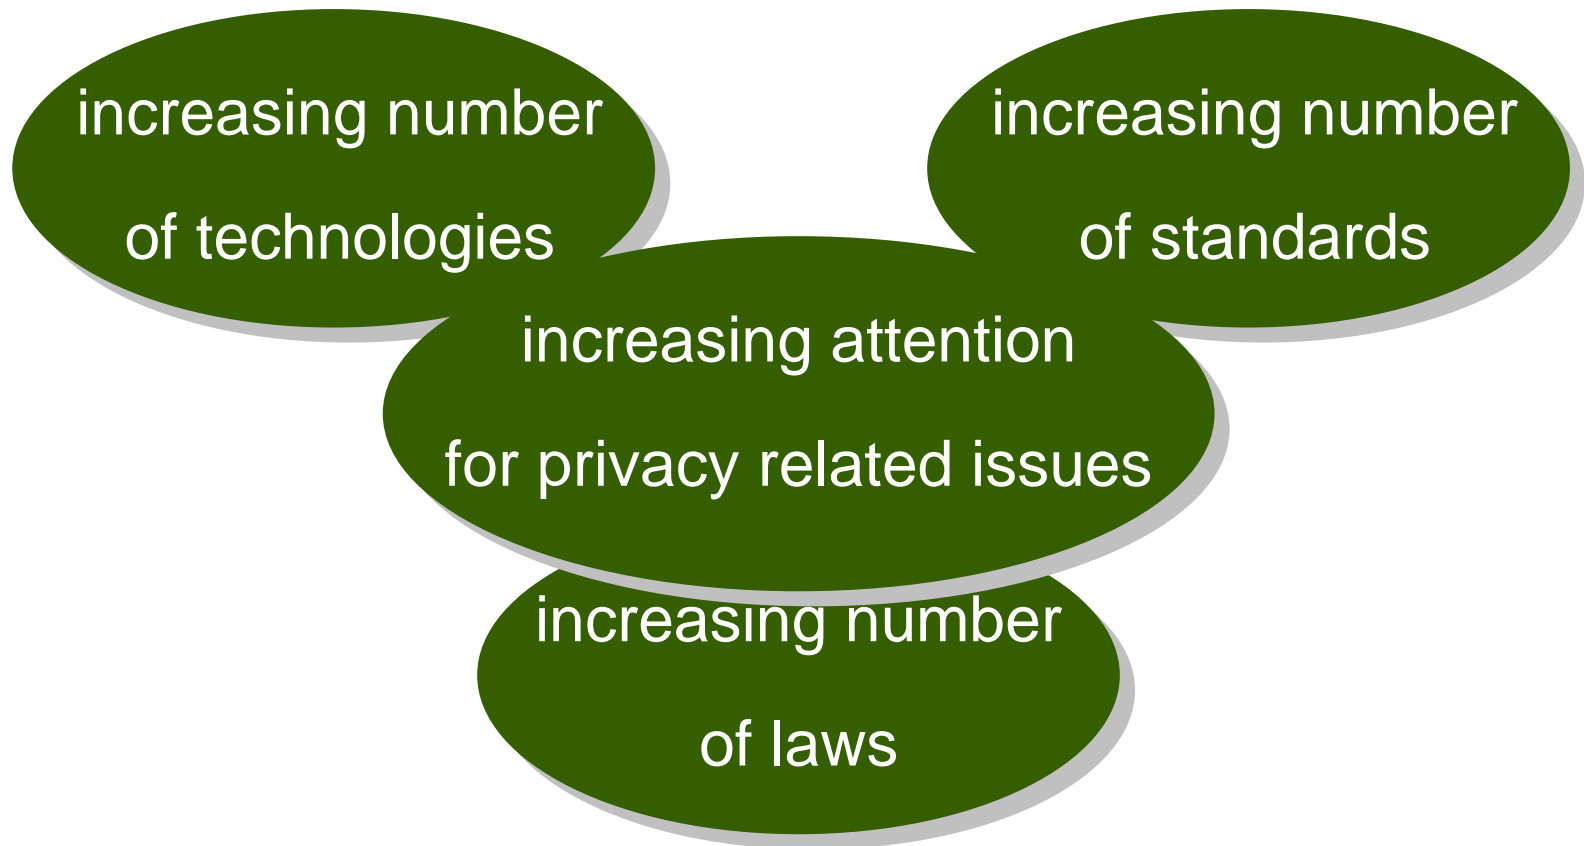 increasing number
of technologies
increasing number
of standards
increasing attention
for privacy related issues
increasing number
of laws